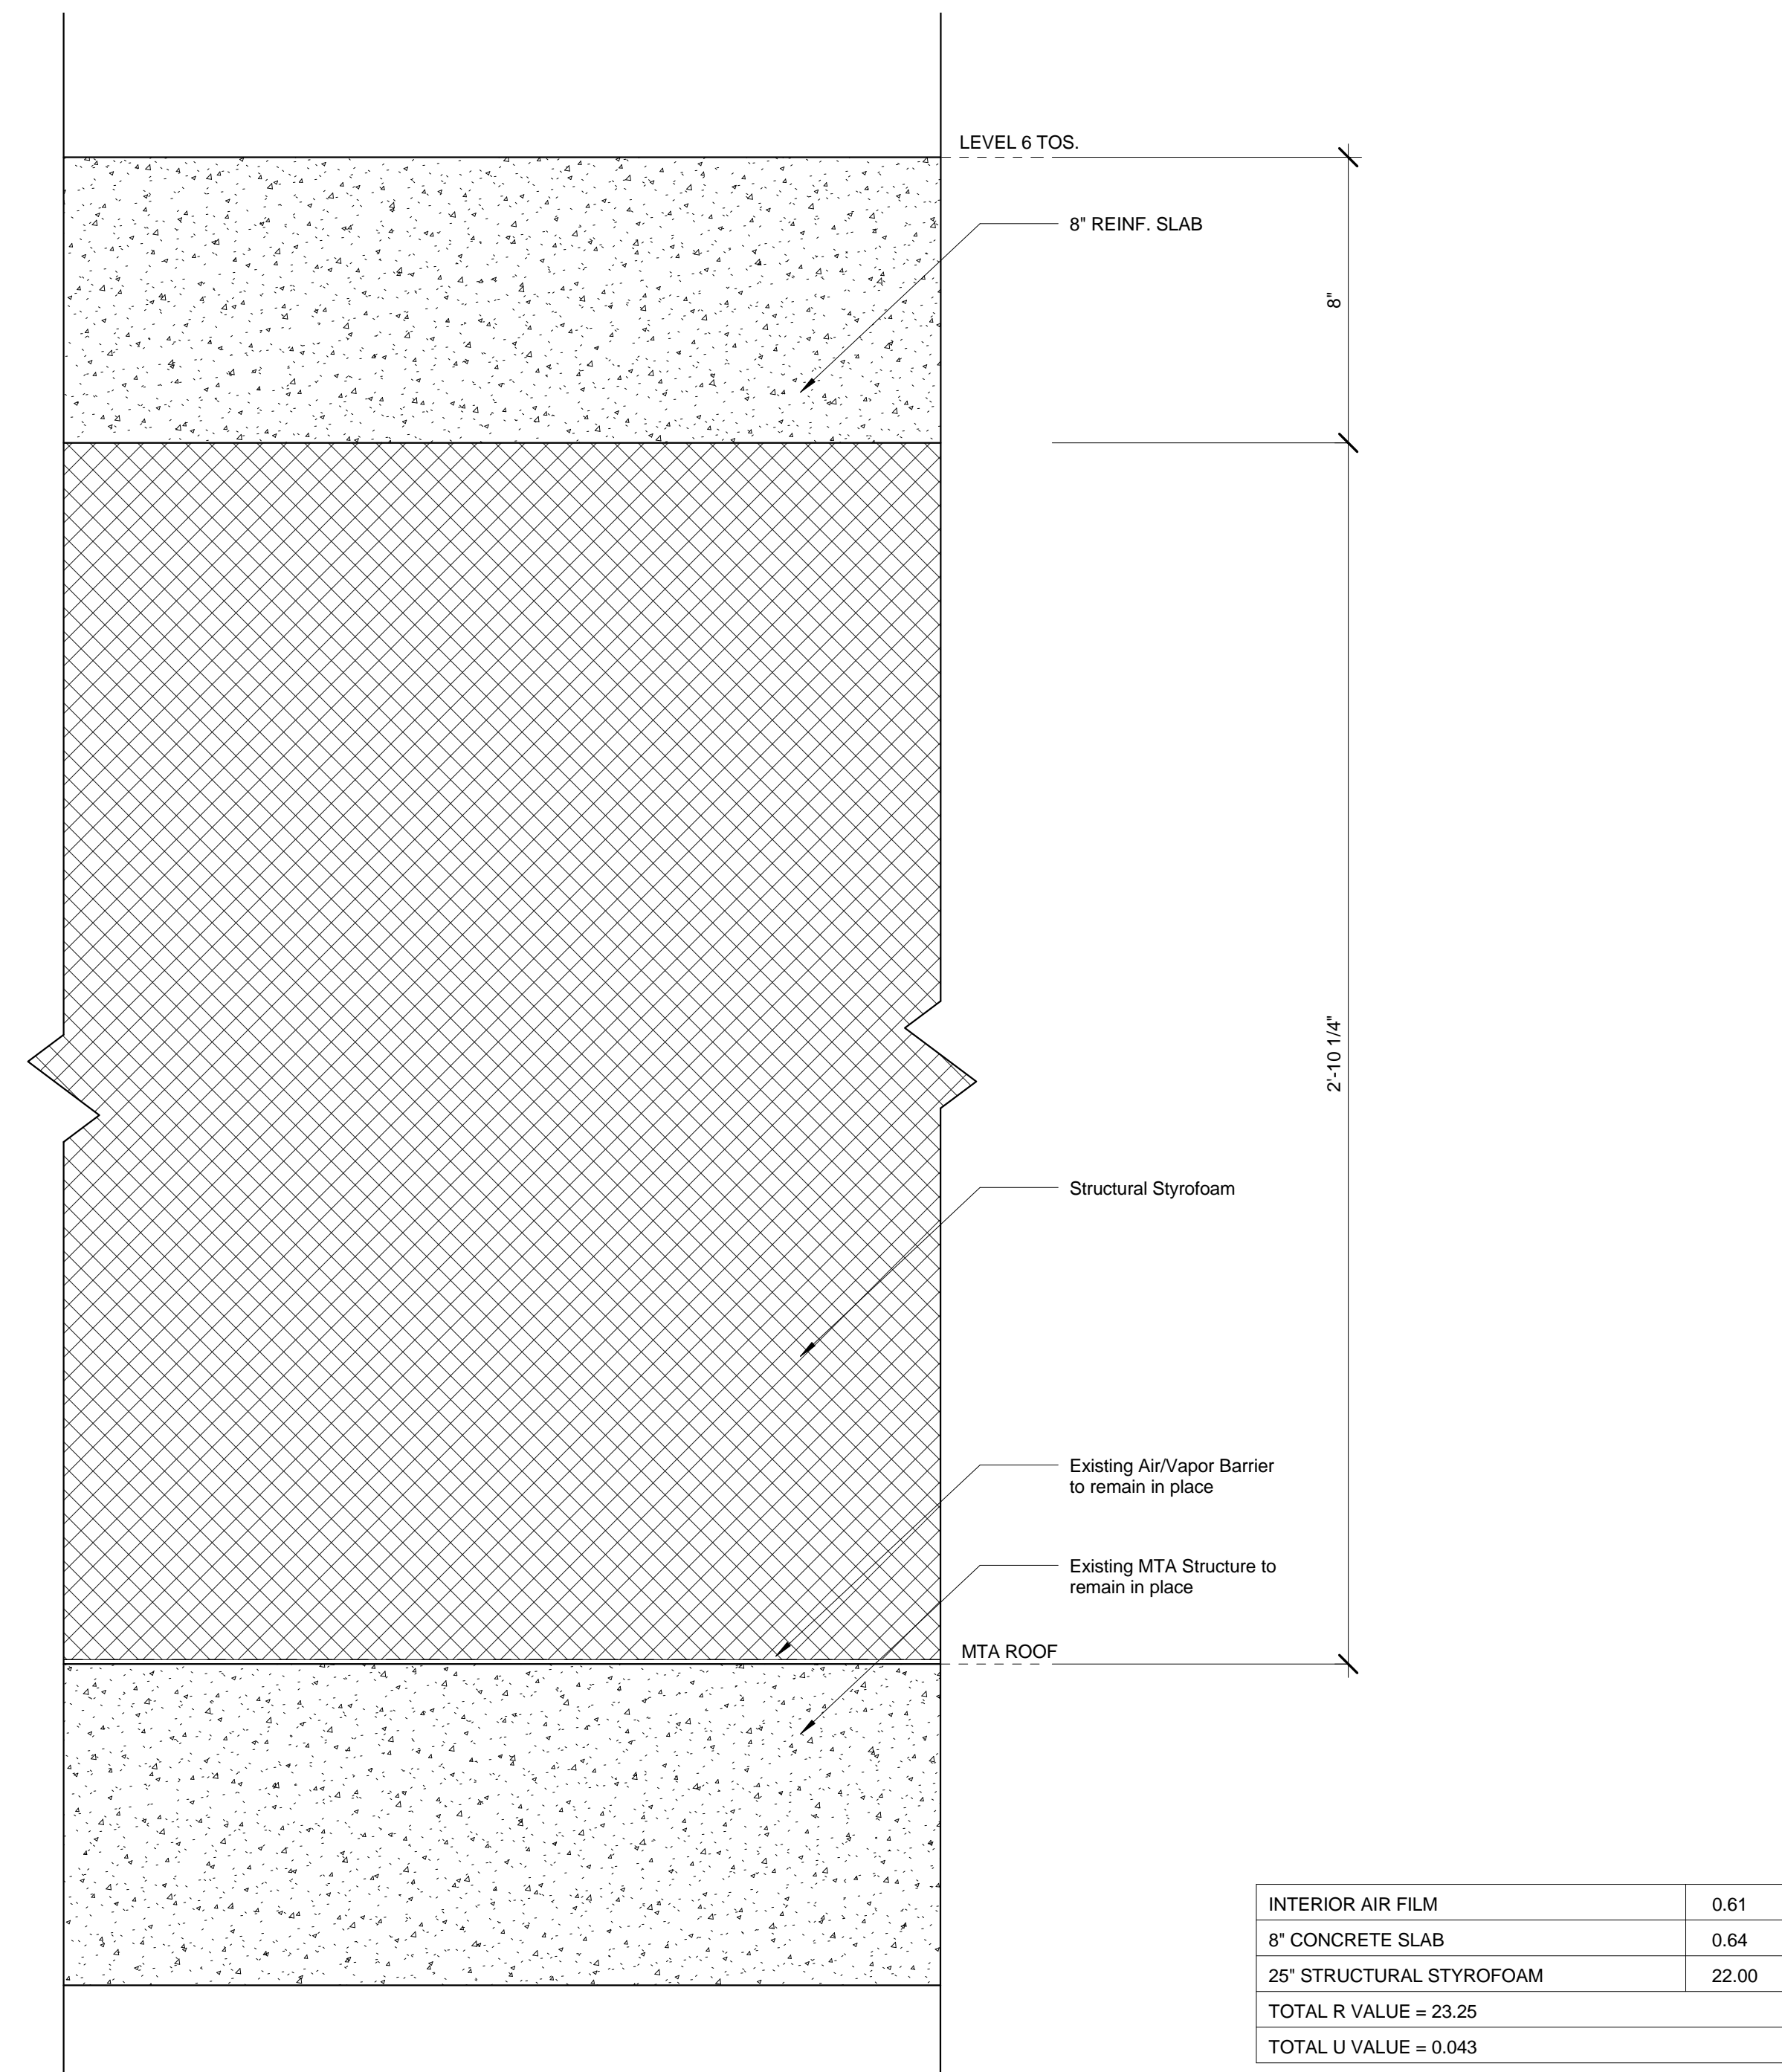 LEVEL 6 TOS.
8" REINF. SLAB
8"
2'-10 1/4"
Structural Styrofoam
Existing Air/Vapor Barrier
to remain in place
Existing MTA Structure to
remain in place
MTA ROOF
INTERIOR AIR FILM 0.61
8" CONCRETE SLAB 0.64
25" STRUCTURAL STYROFOAM 22.00
TOTAL R VALUE = 23.25
TOTAL U VALUE = 0.043